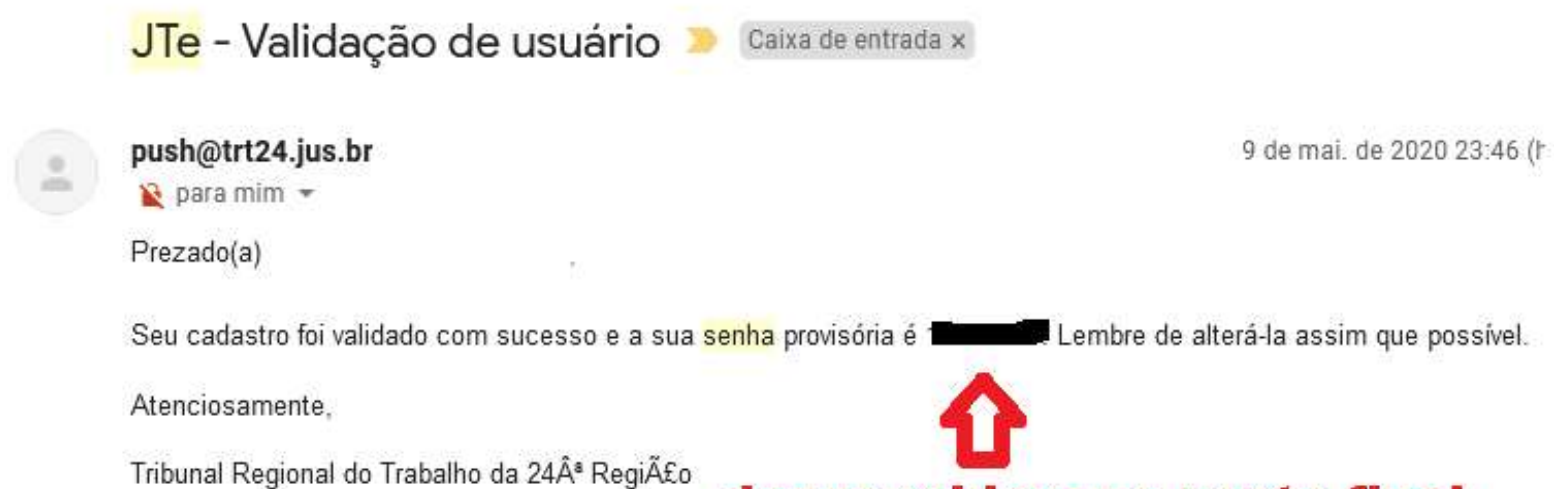 JTe - Validação de usuário Caixa de entrada x
push@trt24.jus.br 9 de mai. de 2020 23:46 (h
para mim
Prezado(a)
Seu cadastro foi validado com sucesso e a sua senha provisória é Lembre de alterá-la assim que possível.
Atenciosamente,
Tribunal Regional do Trabalho da 24Âª RegiÃ£o